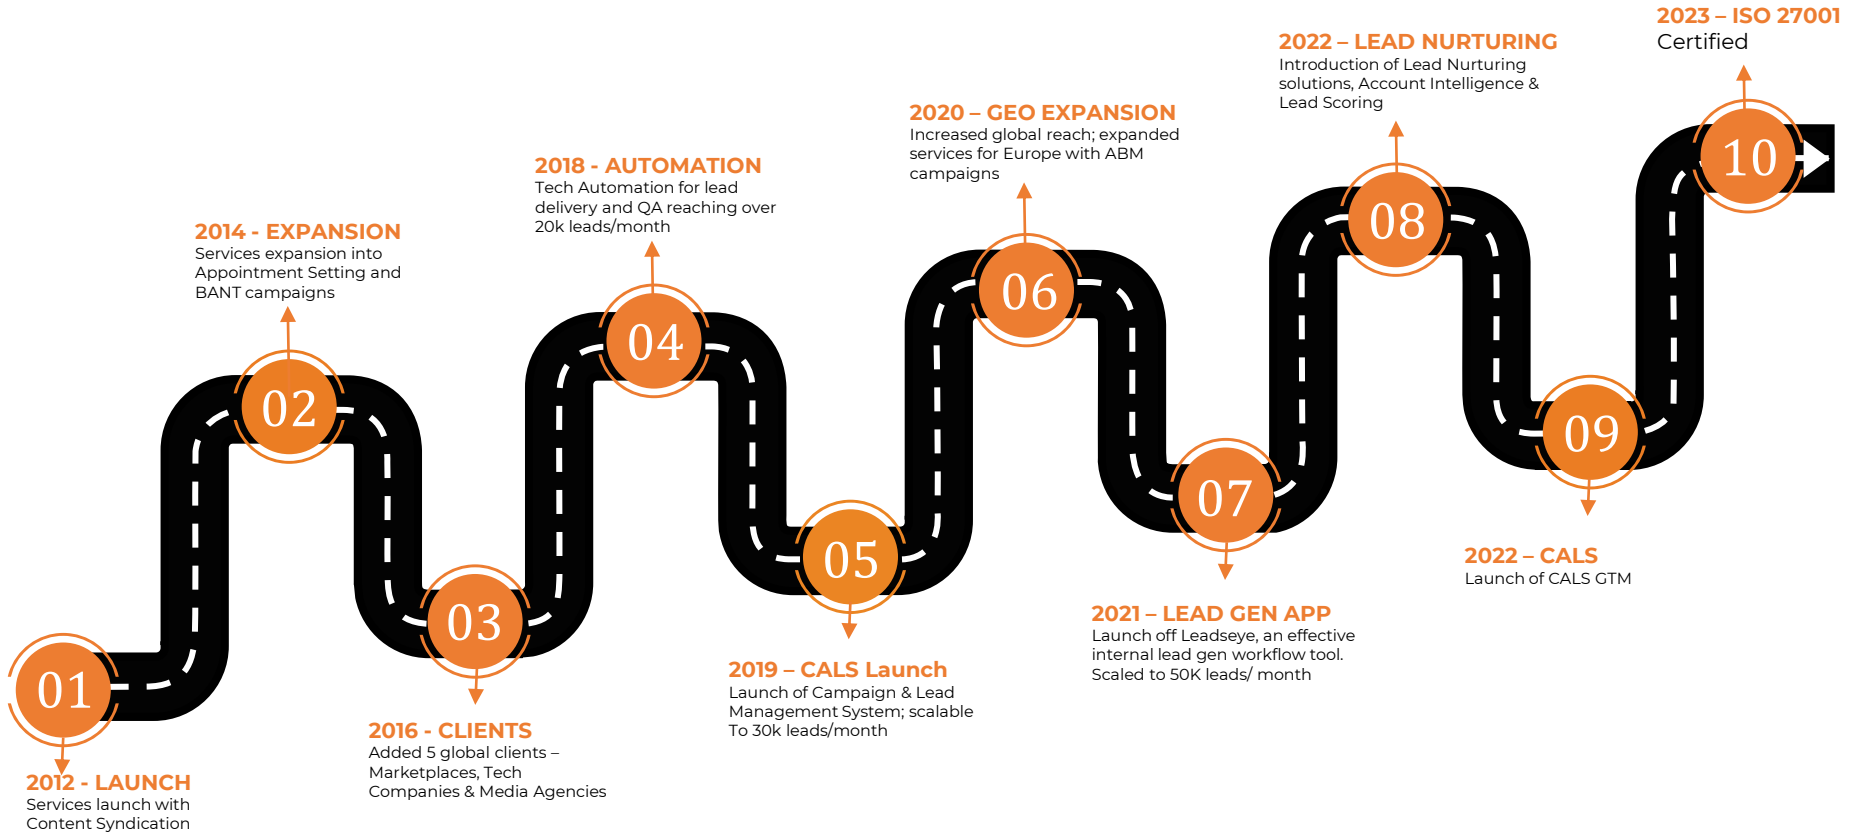 01
2012 - LAUNCH
Services launch with
Content Syndication
02
2014 - EXPANSION
Services expansion into
Appointment Setting and
BANT campaigns
03
2016 - CLIENTS
Added 5 global clients –
Marketplaces, Tech
Companies & Media Agencies
04
2018 - AUTOMATION
Tech Automation for lead
delivery and QA reaching over
20k leads/month
05
2019 – CALS Launch
Launch of Campaign & Lead
Management System; scalable
To 30k leads/month
06
2020 – GEO EXPANSION
Increased global reach; expanded
services for Europe with ABM
campaigns
07
2021 – LEAD GEN APP
Launch off Leadseye, an effective
internal lead gen workflow tool.
Scaled to 50K leads/ month
08
2022 – LEAD NURTURING
Introduction of Lead Nurturing
solutions, Account Intelligence &
Lead Scoring
09
2022 – CALS
Launch of CALS GTM
10
2023 – ISO 27001
Certified